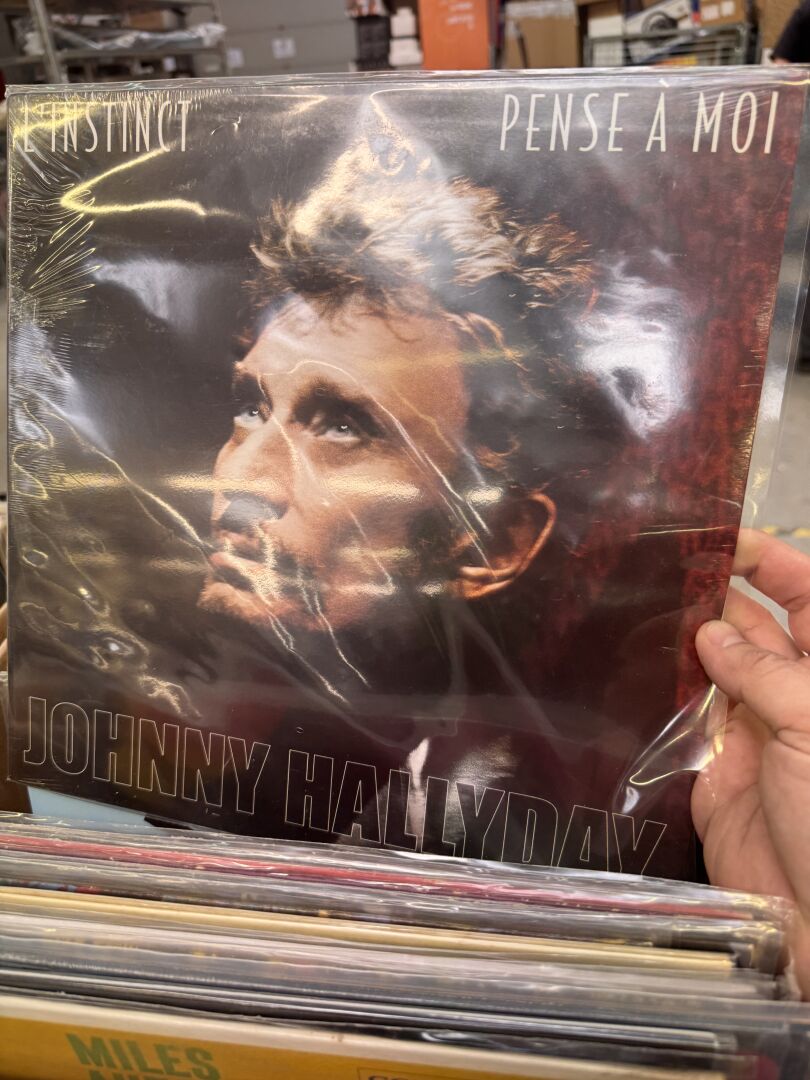 L'INSTINCT
PENSE À MOI
JOHNNY HALLYDAY
MILES